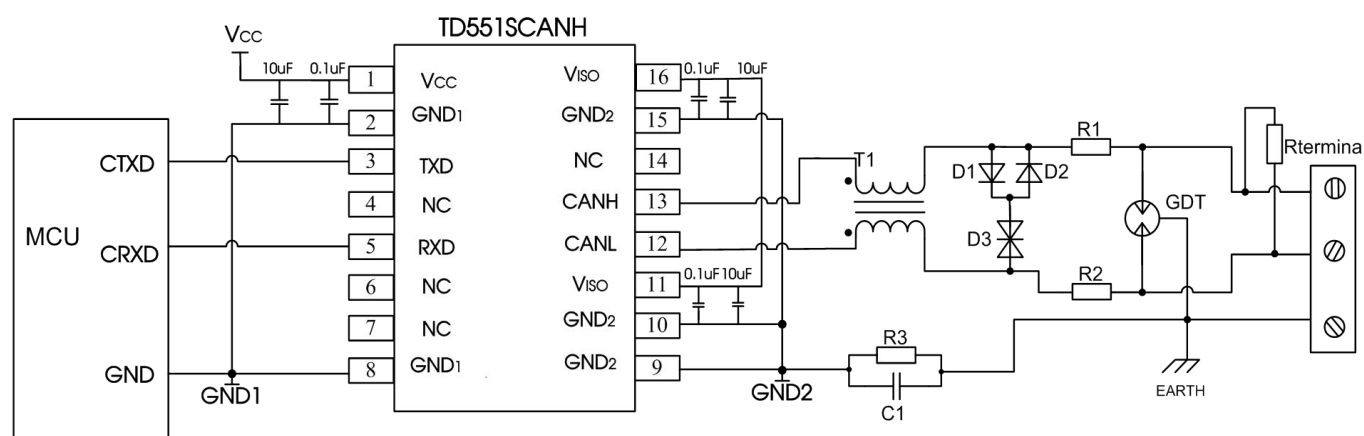 TD551SCANH
VCC
10uF 0.1uF
0.1uF 10uF
1 VCC VISO 16
2 GND1 GND2 15
CTXD 3 TXD NC 14
4 NC CANH 13
MCU
CRXD 5 RXD CANL 12
6 NC VISO 11
0.1uF 10uF
7 NC GND2 10
GND 8 GND1 GND2 9
GND1
GND2
T1
D1 D2
D3
R1
R2
GDT
Rtermina
R3
C1
EARTH